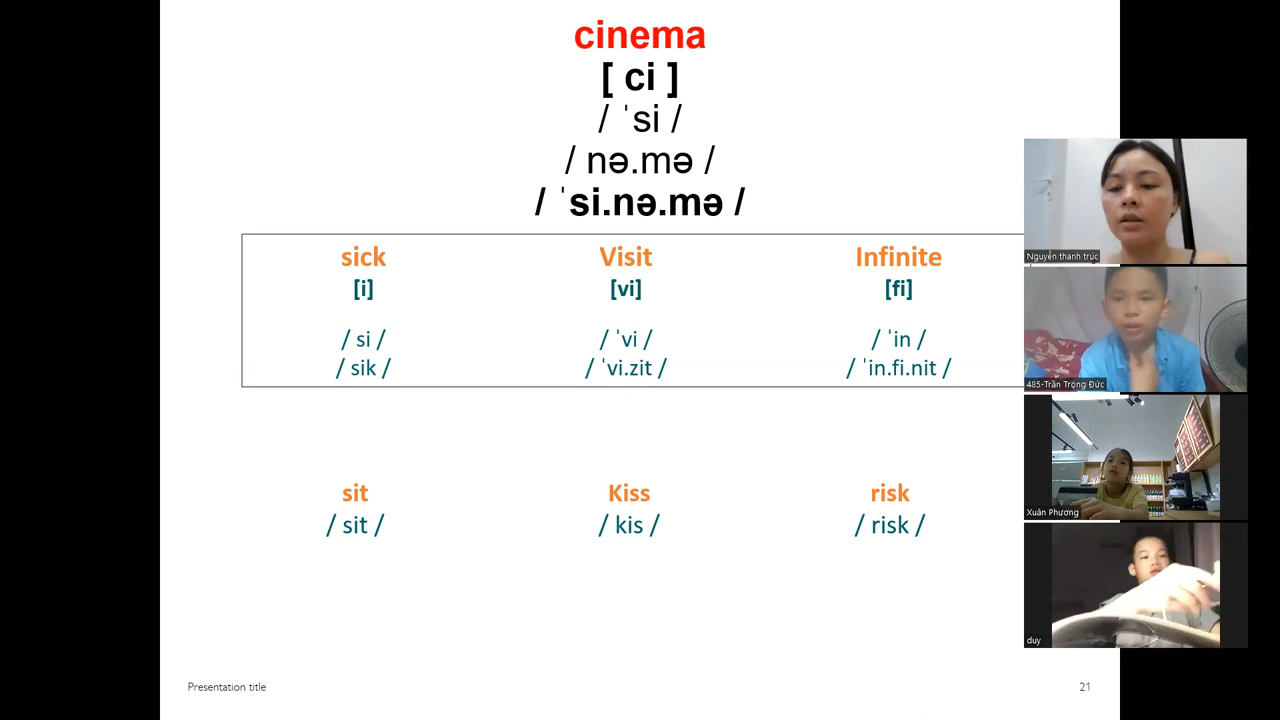 cinema
[ ci ]
/ ˈsi /
/ nə.mə /
/ ˈsi.nə.mə /
sick Visit Infinite
[i] [vi] [fi]
/ si / / ˈvi / / ˈin /
/ sik / / ˈvi.zit / / ˈin.fi.nit /
sit Kiss risk
/ sit / / kis / / risk /
Presentation title 21
Nguyễn thanh trúc
485-Trần Trọng Đức
Xuân Phương
duy